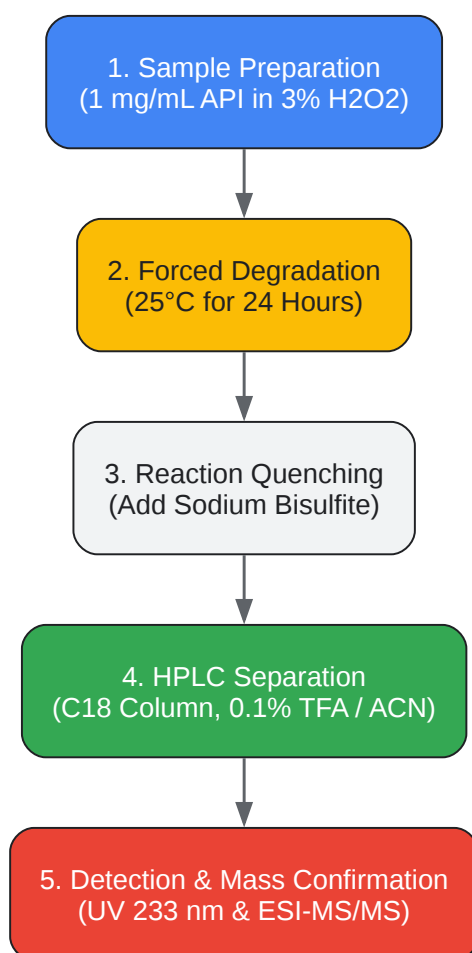 1. Sample Preparation
(1 mg/mL API in 3% H2O2)
2. Forced Degradation
(25°C for 24 Hours)
3. Reaction Quenching
(Add Sodium Bisulfite)
4. HPLC Separation
(C18 Column, 0.1% TFA / ACN)
5. Detection & Mass Confirmation
(UV 233 nm & ESI-MS/MS)